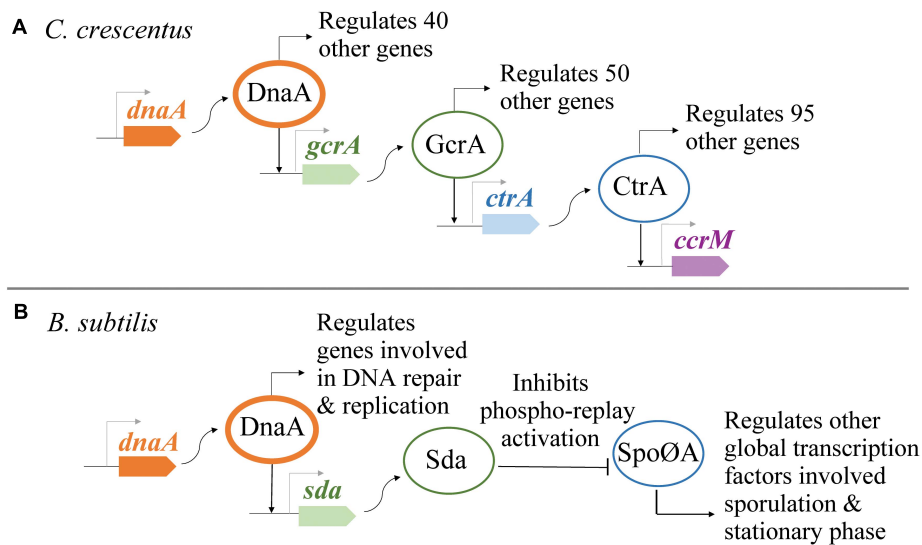 A
C. crescentus
Regulates 40
other genes
dnaA
DnaA
gcrA
Regulates 50
other genes
GcrA
ctrA
Regulates 95
other genes
CtrA
ccrM
B
B. subtilis
Regulates
genes involved
in DNA repair
& replication
dnaA
DnaA
sda
Sda
Inhibits
phospho-replay
activation
SpoØA
Regulates other
global transcription
factors involved
sporulation &
stationary phase